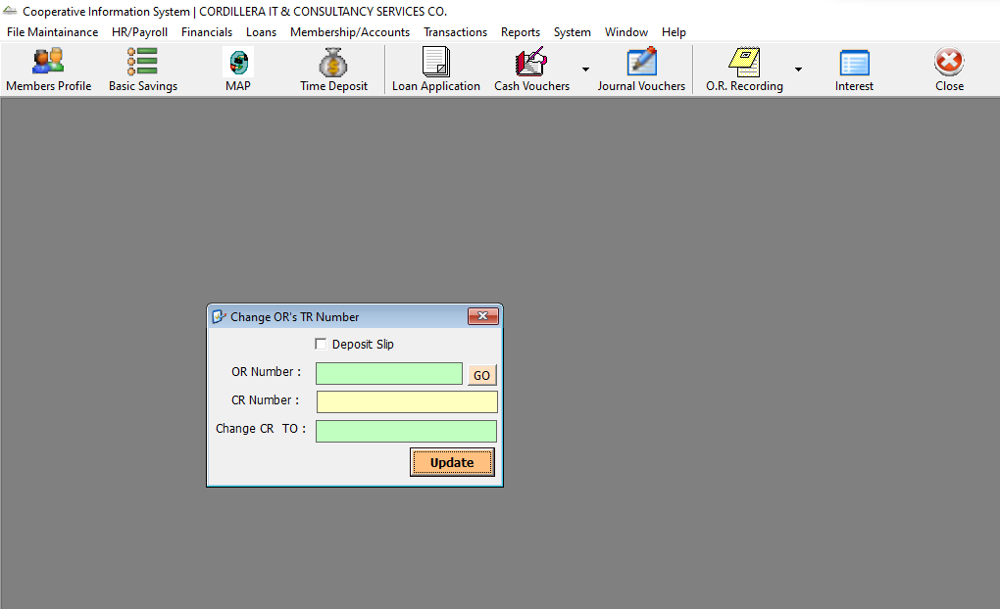 Cooperative Information System | CORDILLERA IT & CONSULTANCY SERVICES CO.
File Maintainance HR/Payroll Financials Loans Membership/Accounts Transactions Reports System Window Help
Members Profile Basic Savings MAP Time Deposit Loan Application Cash Vouchers Journal Vouchers O.R. Recording Interest Close
Change OR's TR Number
Deposit Slip
OR Number : GO
CR Number :
Change CR TO :
Update